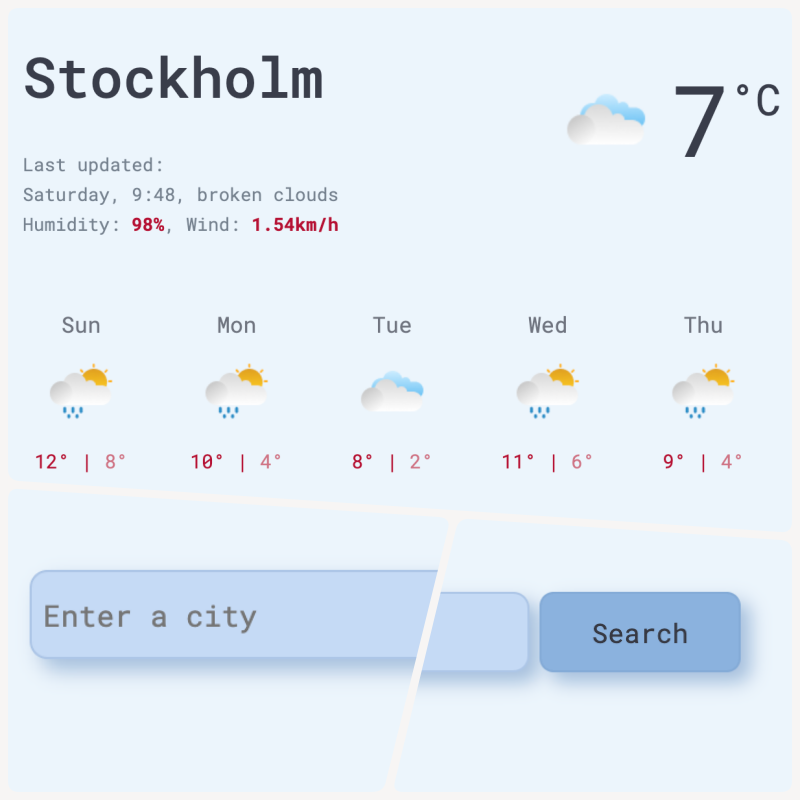 Stockholm
7°C
Last updated:
Saturday, 9:48, broken clouds
Humidity: 98%, Wind: 1.54km/h
Sun Mon Tue Wed Thu
12° | 8° 10° | 4° 8° | 2° 11° | 6° 9° | 4°
Enter a city
Search